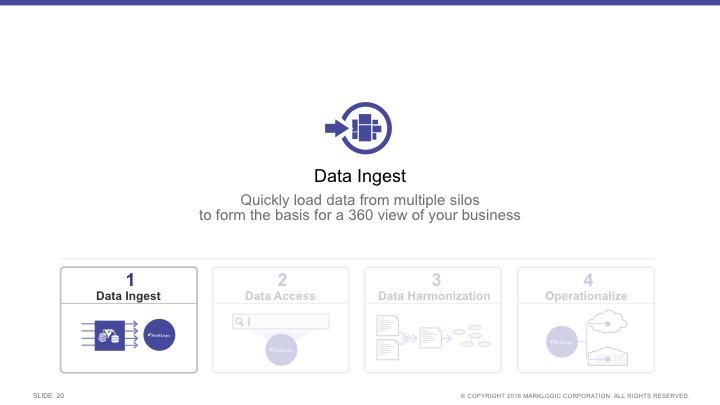 Data Ingest
Quickly load data from multiple silos
to form the basis for a 360 view of your business
1
Data Ingest
MarkLogic
2
Data Access
MarkLogic
3
Data Harmonization
4
Operationalize
MarkLogic
SLIDE: 20
© COPYRIGHT 2016 MARKLOGIC CORPORATION. ALL RIGHTS RESERVED.